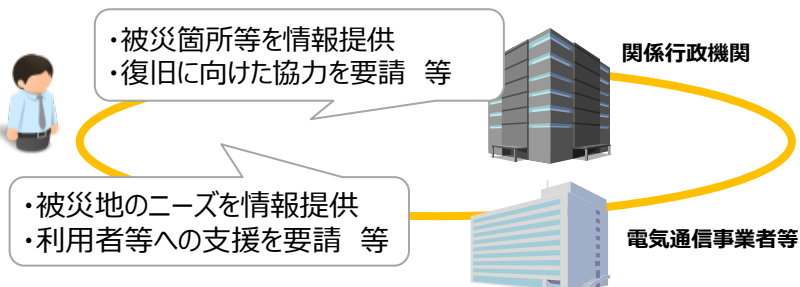 ・被災箇所等を情報提供
・復旧に向けた協力を要請 等
関係行政機関
・被災地のニーズを情報提供
・利用者等への支援を要請 等
電気通信事業者等